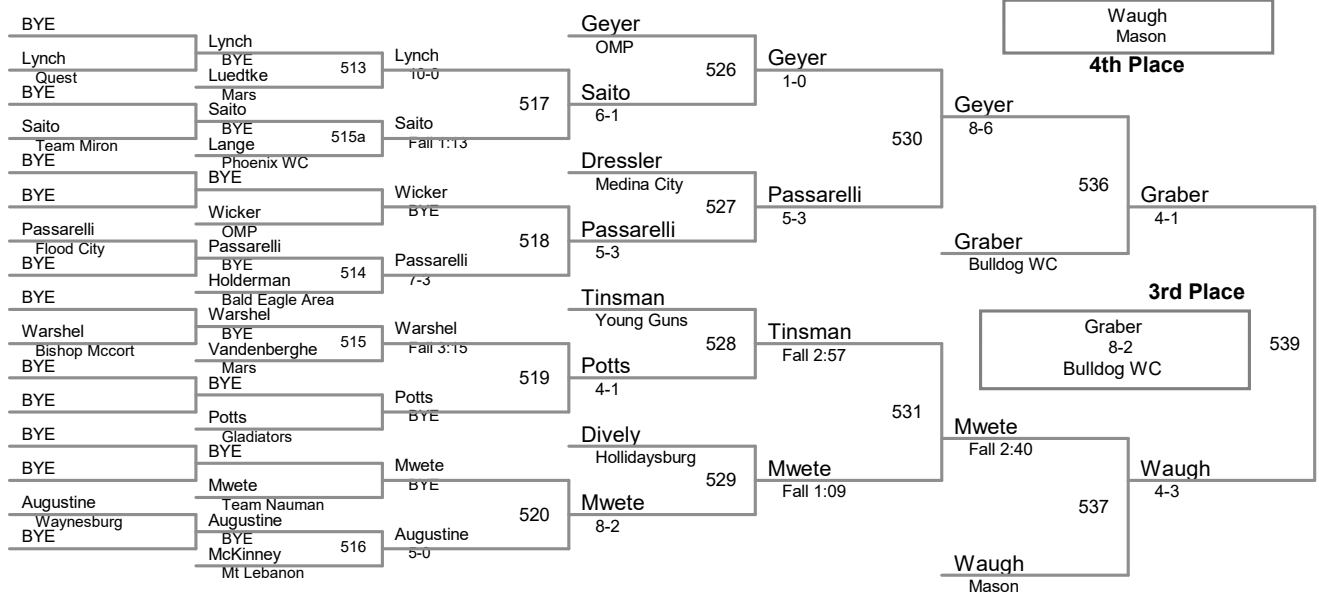 BYE
Lynch
Quest
BYE
Saito
Team Miron
BYE
BYE
Passarelli
Flood City
BYE
BYE
Warshel
Bishop Mccort
BYE
BYE
BYE
BYE
Augustine
Waynesburg
BYE
Lynch
BYE
Luedtke
513
Mars
Saito
BYE
Lange
515a
Phoenix WC
BYE
Wicker
OMP
Passarelli
BYE
Holderman
514
Bald Eagle Area
Warshel
BYE
Vandenberghe
515
Mars
BYE
Potts
Gladiators
BYE
Mwete
Team Nauman
Augustine
BYE
McKinney
516
Mt Lebanon
Lynch
10-0
517
Saito
Fall 1:13
Wicker
BYE
518
Passarelli
7-3
Warshel
Fall 3:15
519
Potts
BYE
Mwete
BYE
520
Augustine
5-0
Geyer
OMP
526
Saito
6-1
Dressler
Medina City
527
Passarelli
5-3
Tinsman
Young Guns
528
Potts
4-1
Dively
Hollidaysburg
529
Mwete
8-2
Geyer
1-0
530
Passarelli
5-3
Tinsman
Fall 2:57
531
Mwete
Fall 1:09
Geyer
8-6
536
Graber
Bulldog WC
Mwete
Fall 2:40
537
Waugh
Mason
Graber
4-1
539
Waugh
4-3
Waugh
Mason
4th Place
3rd Place
Graber
8-2
Bulldog WC